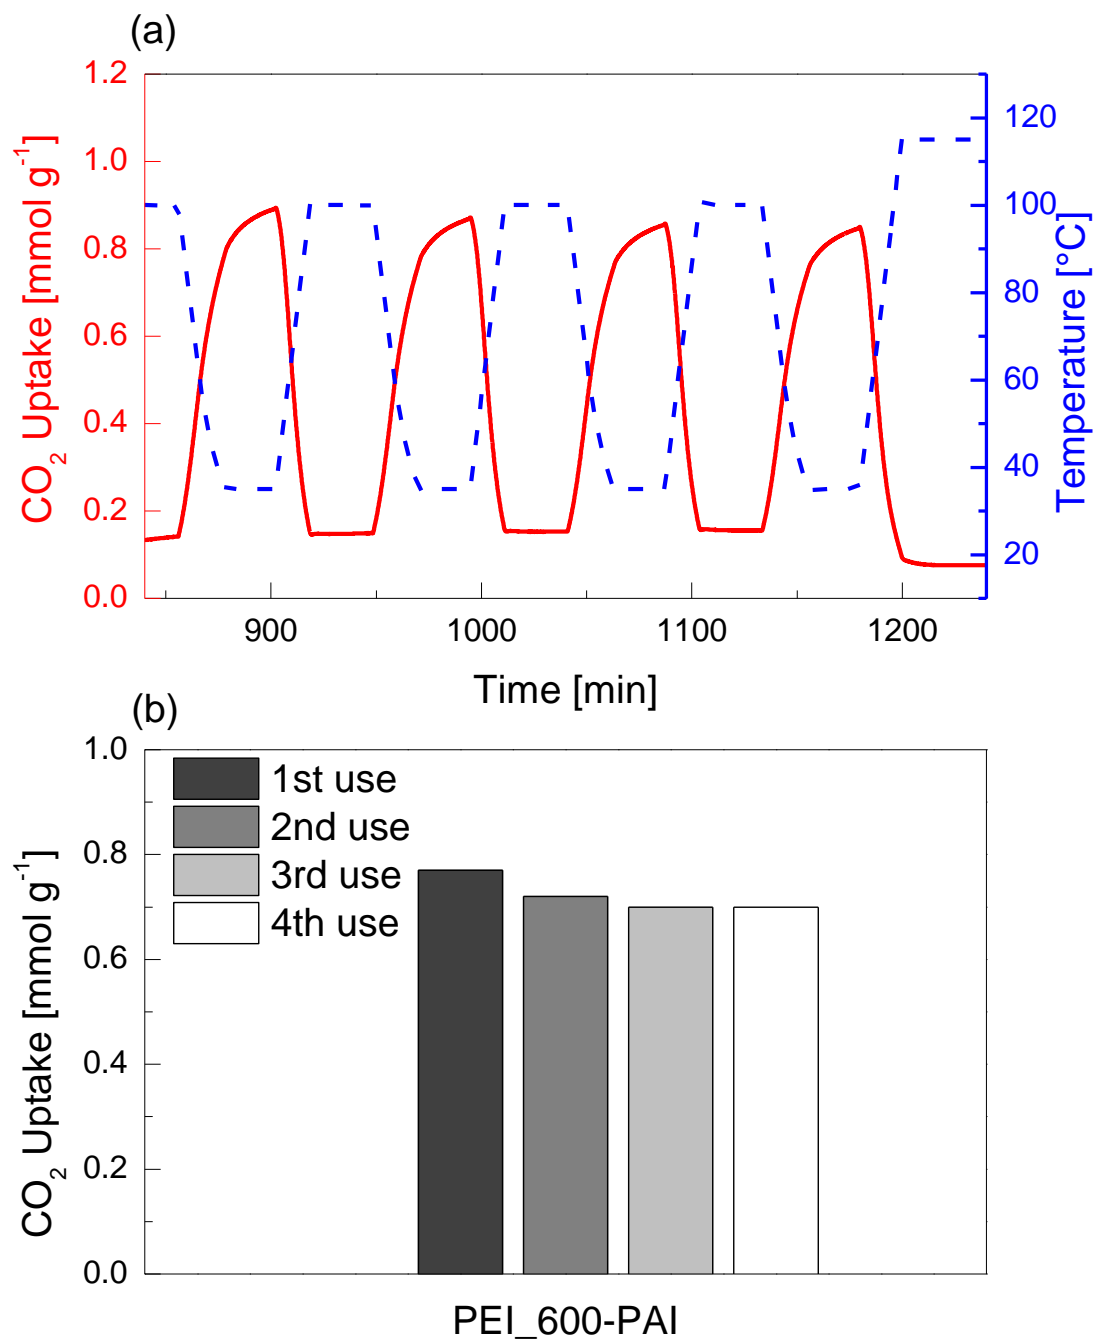 (a)
1.2
1.0
0.8
0.6
0.4
0.2
0.0
CO₂ Uptake [mmol g⁻¹]
120
100
80
60
40
20
Temperature [°C]
900 1000 1100 1200
Time [min]
(b)
1.0
0.8
0.6
0.4
0.2
0.0
CO₂ Uptake [mmol g⁻¹]
1st use
2nd use
3rd use
4th use
PEI_600-PAI